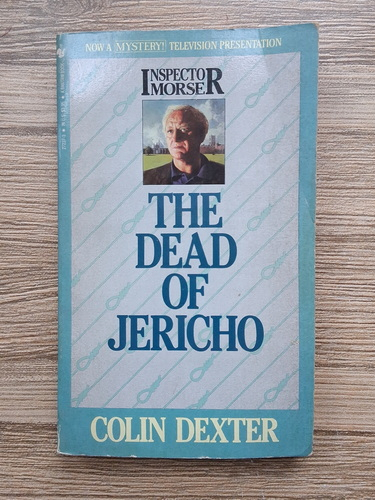 NOW A MYSTERY! TELEVISION PRESENTATION
INSPECTOR
MORSE
THE
DEAD
OF
JERICHO
COLIN DEXTER